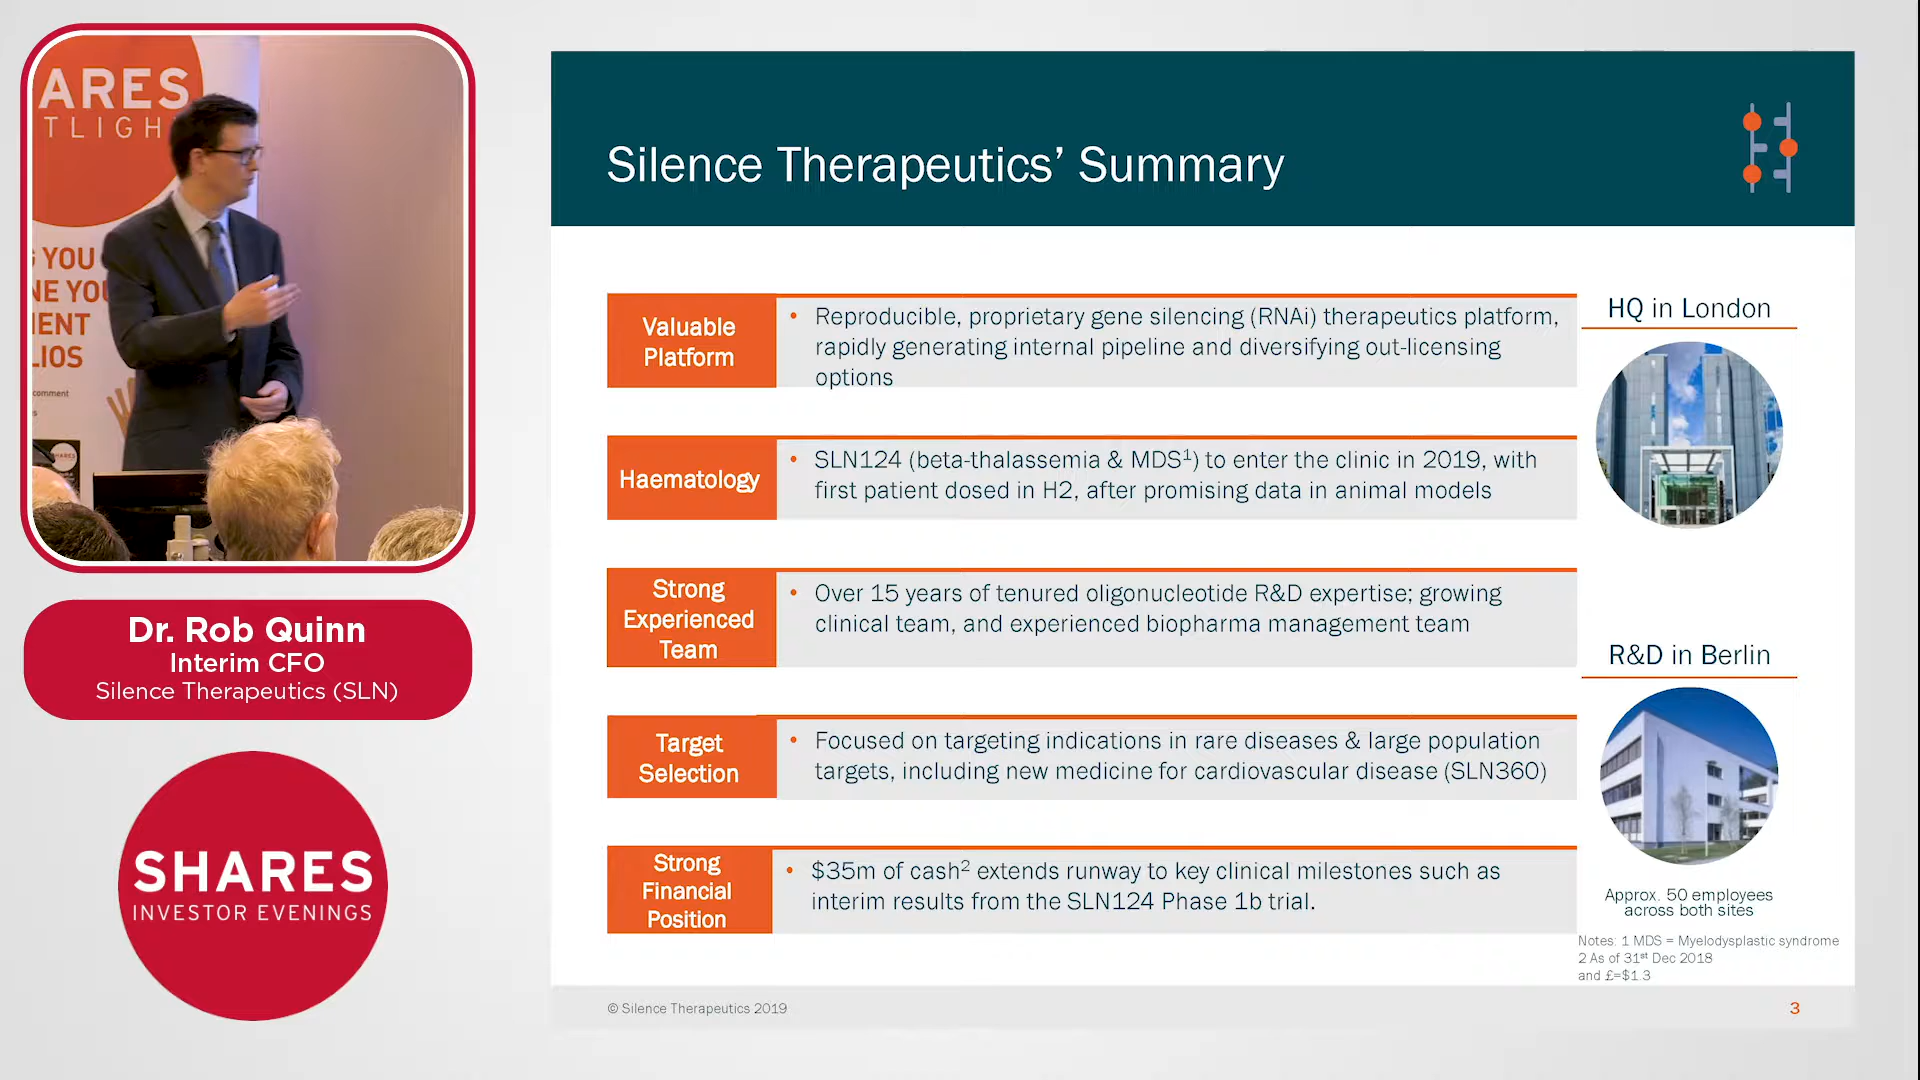 ARES
TLIGH
YOU
NE YOU
MENT
LIOS
comment
Dr. Rob Quinn
Interim CFO
Silence Therapeutics (SLN)
SHARES
INVESTOR EVENINGS
Silence Therapeutics’ Summary
Valuable
Platform
• Reproducible, proprietary gene silencing (RNAi) therapeutics platform,
rapidly generating internal pipeline and diversifying out-licensing
options
Haematology
• SLN124 (beta-thalassemia & MDS¹) to enter the clinic in 2019, with
first patient dosed in H2, after promising data in animal models
Strong
Experienced
Team
• Over 15 years of tenured oligonucleotide R&D expertise; growing
clinical team, and experienced biopharma management team
Target
Selection
• Focused on targeting indications in rare diseases & large population
targets, including new medicine for cardiovascular disease (SLN360)
Strong
Financial
Position
• $35m of cash² extends runway to key clinical milestones such as
interim results from the SLN124 Phase 1b trial.
HQ in London
R&D in Berlin
Approx. 50 employees
across both sites
Notes: 1 MDS = Myelodysplastic syndrome
2 As of 31st Dec 2018
and £=$1.3
© Silence Therapeutics 2019
3